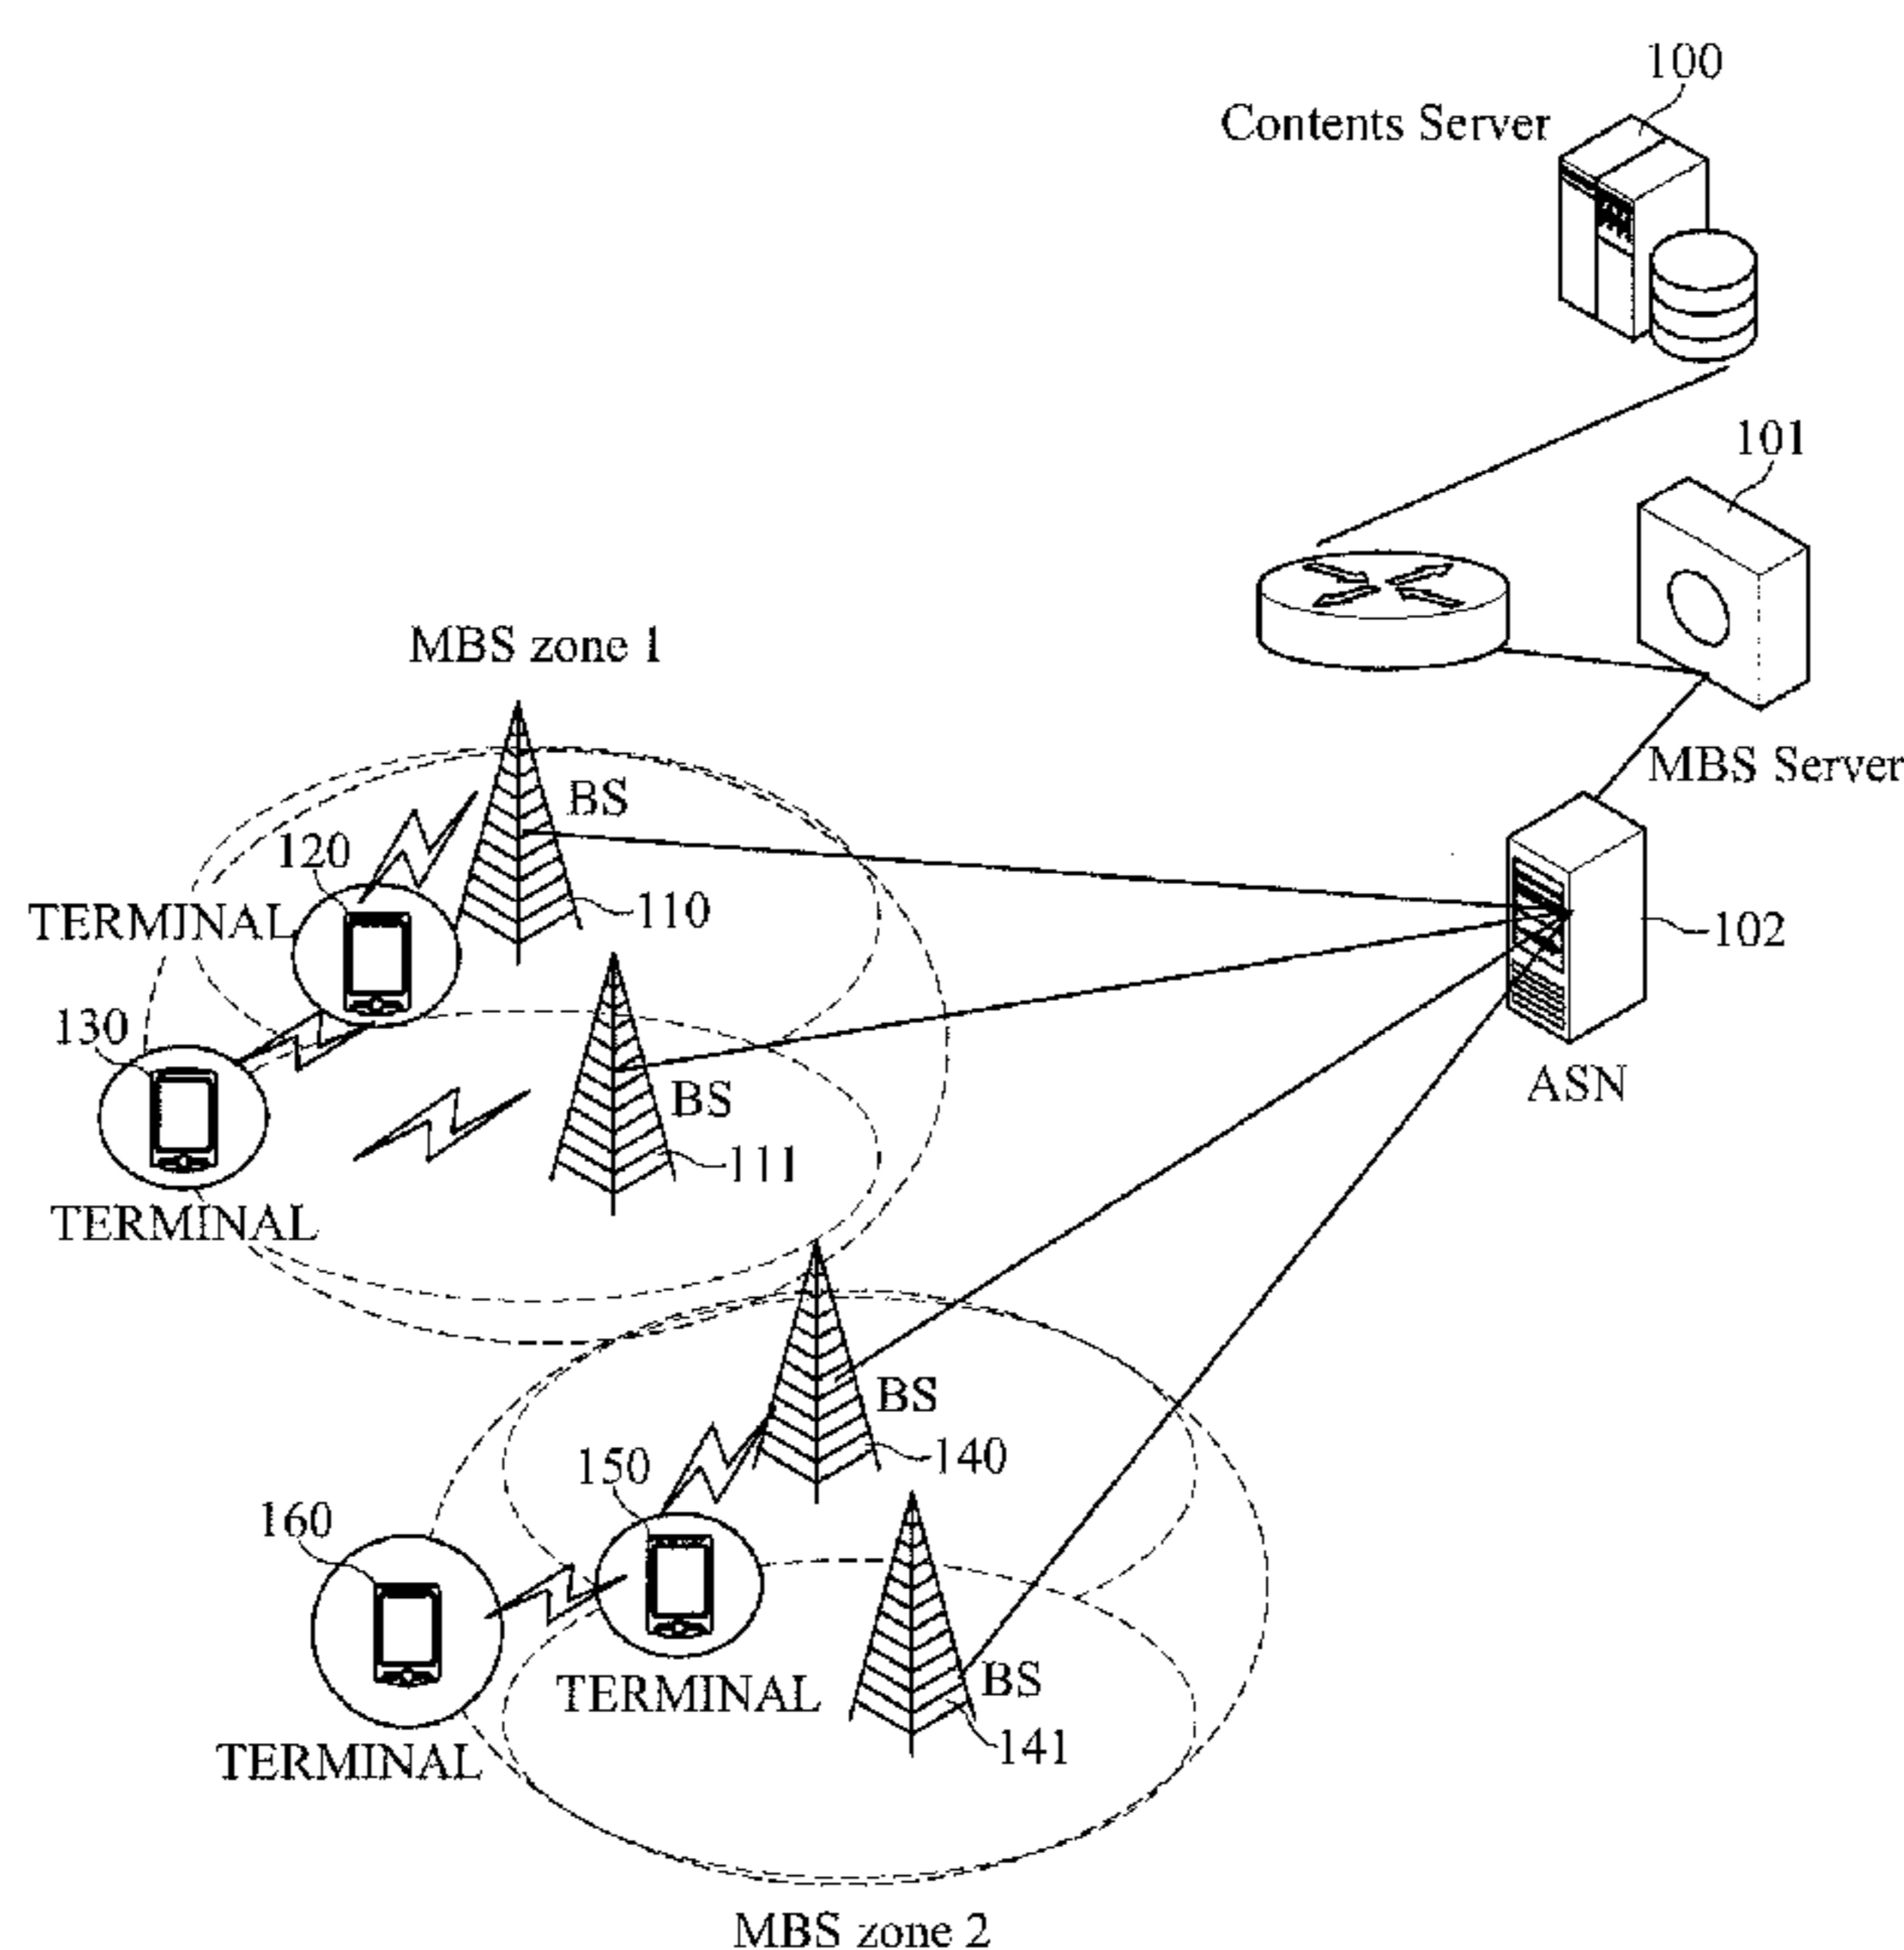 100
Contents Server
101
MBS zone 1
MBS Server
BS
120
110
TERMINAL
102
130
ASN
BS
111
TERMINAL
BS
140
150
160
BS
TERMINAL
141
TERMINAL
MBS zone 2